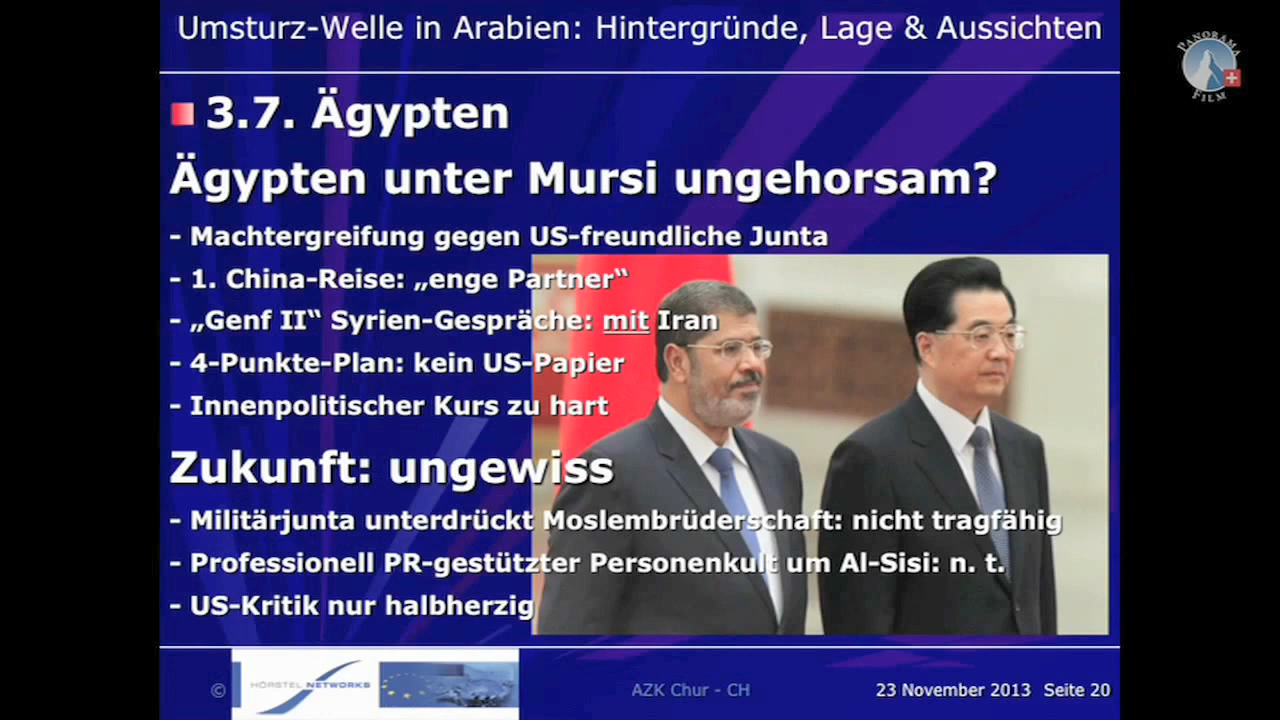 Umsturz-Welle in Arabien: Hintergründe, Lage & Aussichten
PANORAMA
FILM
3.7. Ägypten
Ägypten unter Mursi ungehorsam?
- Machtergreifung gegen US-freundliche Junta
- 1. China-Reise: „enge Partner“
- „Genf II“ Syrien-Gespräche: mit Iran
- 4-Punkte-Plan: kein US-Papier
- Innenpolitischer Kurs zu hart
Zukunft: ungewiss
- Militärjunta unterdrückt Moslembrüderschaft: nicht tragfähig
- Professionell PR-gestützter Personenkult um Al-Sisi: n. t.
- US-Kritik nur halbherzig
© HÖRSTEL NETWORKS AZK Chur - CH 23 November 2013 Seite 20